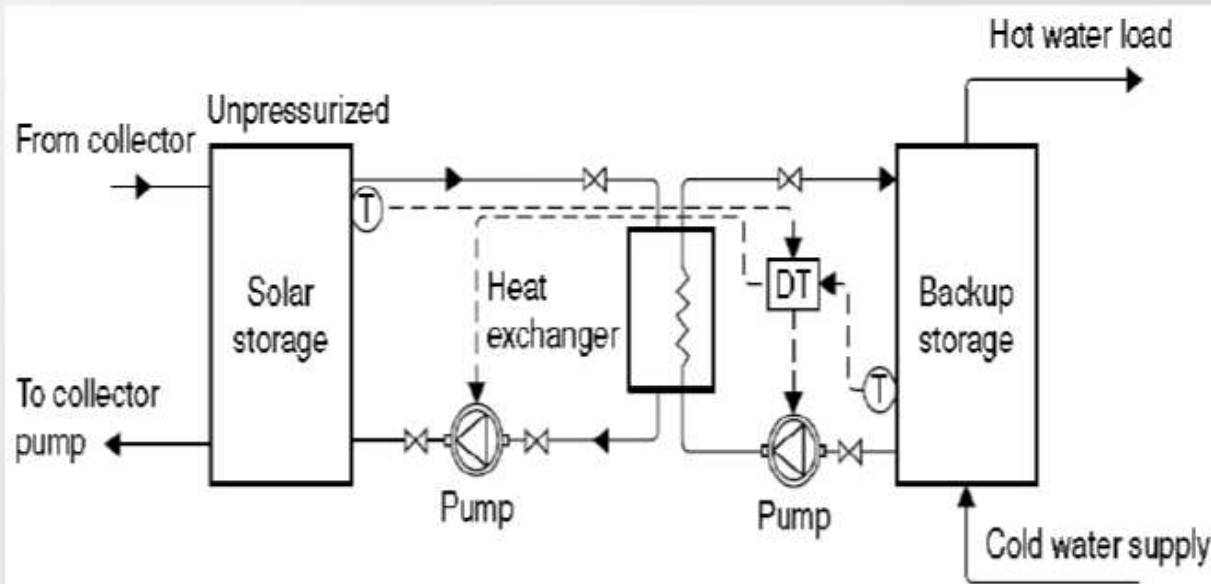 Hot water load
Unpressurized
From collector
T
Solar
storage
Heat
exchanger
DT
Backup
storage
T
To collector
pump
Pump
Pump
Cold water supply